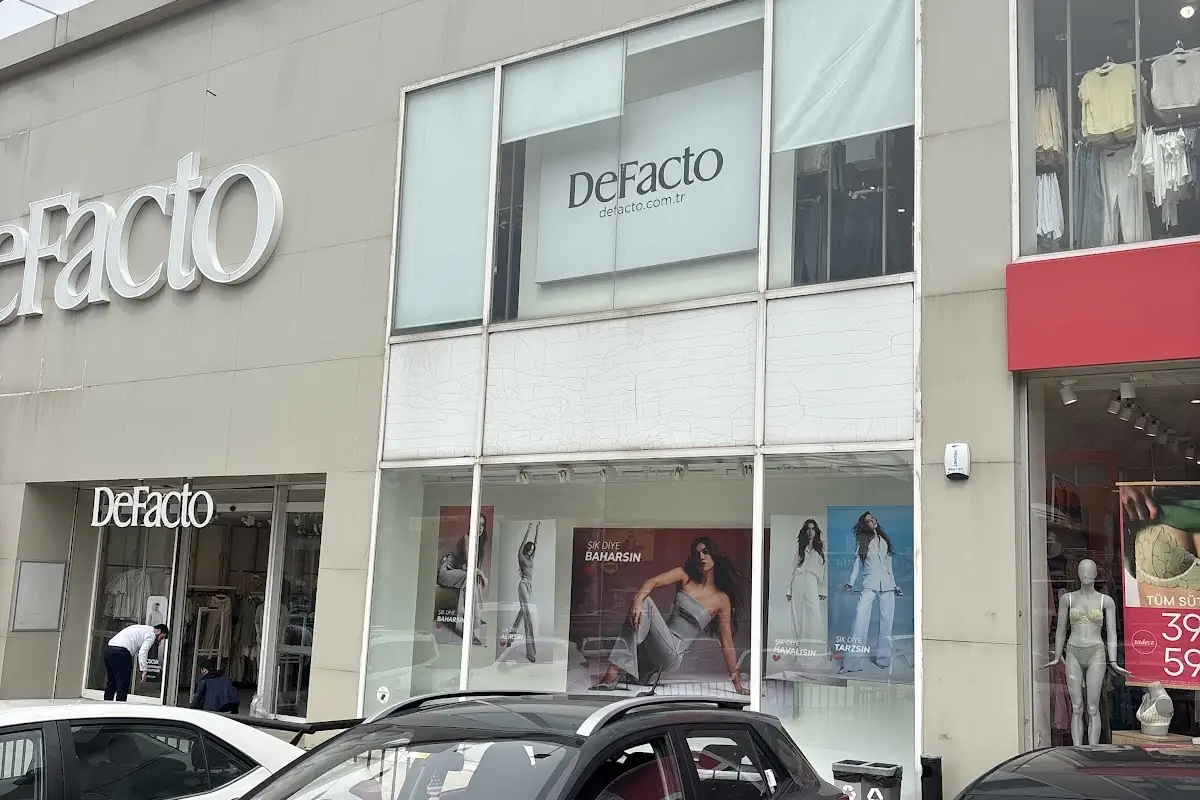 DeFacto
DeFacto
defacto.com.tr
DeFacto
ŞIK DİYE
BAHARSIN
ŞIK DİYE
BAHARSIN
ŞIK DİYE
HAVALISIN
ŞIK DİYE
TARZSIN
TÜM SÜT
sadece
39
59